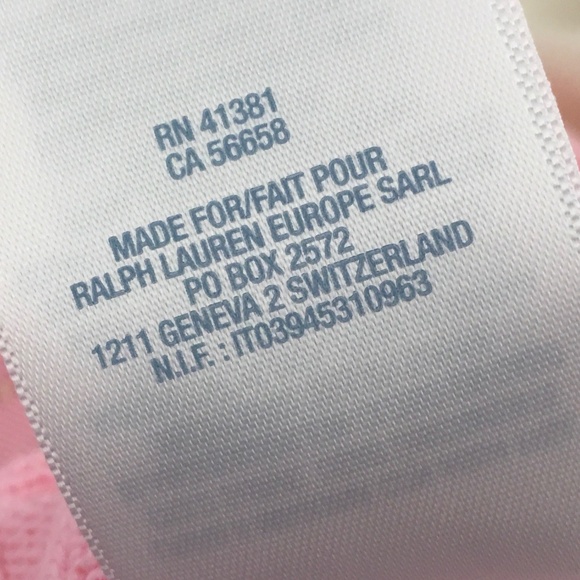 RN 41381
CA 56658
MADE FOR/FAIT POUR
RALPH LAUREN EUROPE SARL
PO BOX 2572
1211 GENEVA 2 SWITZERLAND
N.I.F. : IT03945310963